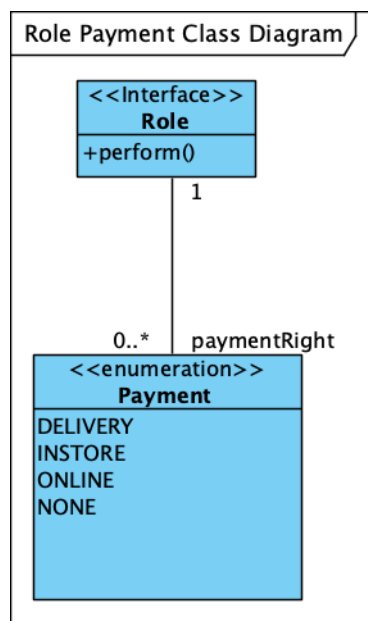 Role Payment Class Diagram
<<Interface>>
Role
+perform()
1
0..* paymentRight
<<enumeration>>
Payment
DELIVERY
INSTORE
ONLINE
NONE